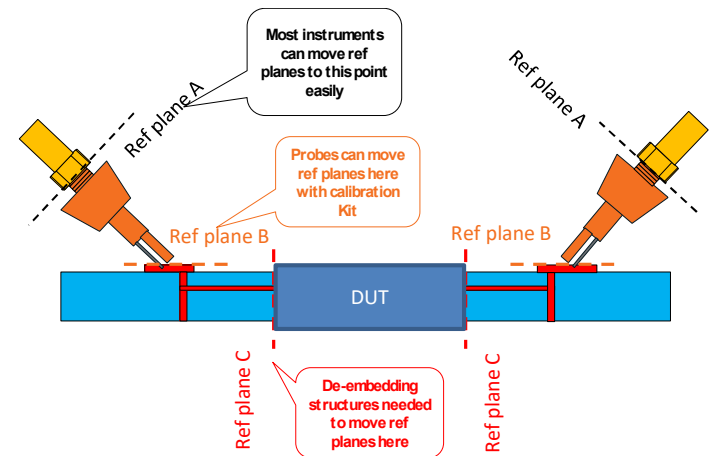 Most instruments
can move ref
planes to this point
easily
Ref plane A
Ref plane A
Probes can move
ref planes here
with calibration
Kit
Ref plane B
Ref plane B
DUT
Ref plane C
De-embedding
structures needed
to move ref
planes here
Ref plane C